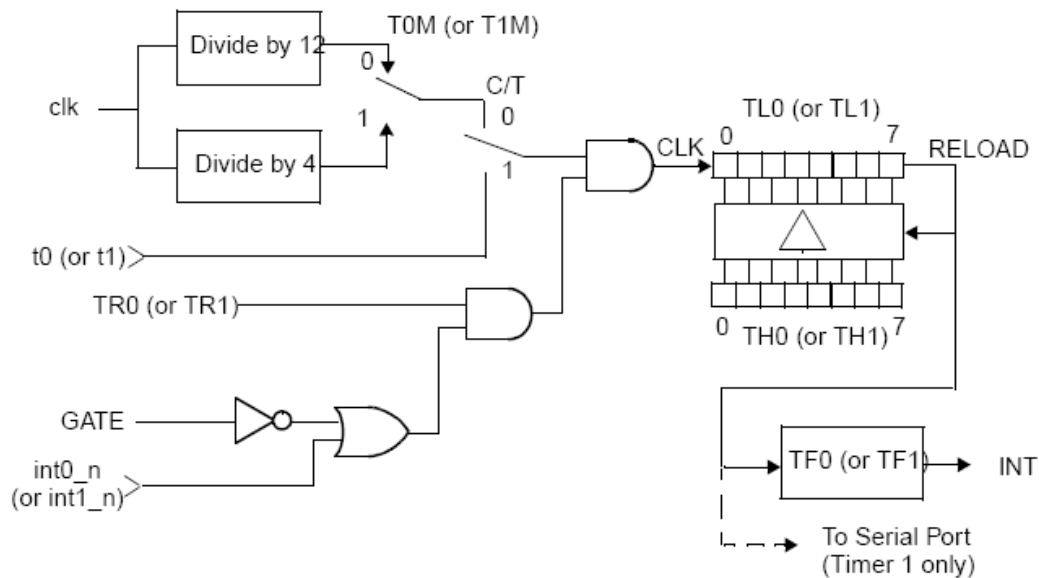 T0M (or T1M)
Divide by 12
0
C/T
clk
0
TL0 (or TL1)
1
0
7
CLK
RELOAD
Divide by 4
1
t0 (or t1)
TR0 (or TR1)
0
7
TH0 (or TH1)
GATE
TF0 (or TF1)
INT
int0_n
(or int1_n)
To Serial Port
(Timer 1 only)